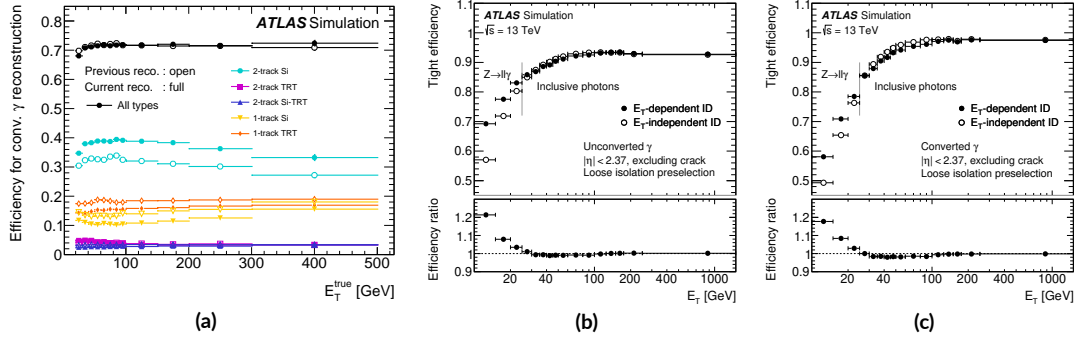 ATLAS Simulation
Efficiency for conv. γ reconstruction
0.8
0.7
0.6
0.5
0.4
0.3
0.2
0.1
0
Previous reco. : open
Current reco. : full
All types
2-track Si
2-track TRT
2-track Si-TRT
1-track Si
1-track TRT
100 200 300 400 500
E_T^true [GeV]
(a)
ATLAS Simulation
√s = 13 TeV
Tight efficiency
1.1
1
0.9
0.8
0.7
0.6
0.5
Z→llγ
Inclusive photons
E_T-dependent ID
E_T-independent ID
Unconverted γ
|η| < 2.37, excluding crack
Loose isolation preselection
Efficiency ratio
1.2
1.1
1
0.9
10 20 30 100 200 1000
E_T [GeV]
(b)
ATLAS Simulation
√s = 13 TeV
Tight efficiency
1.1
1
0.9
0.8
0.7
0.6
0.5
Z→llγ
Inclusive photons
E_T-dependent ID
E_T-independent ID
Converted γ
|η| < 2.37, excluding crack
Loose isolation preselection
Efficiency ratio
1.2
1.1
1
0.9
10 20 30 100 200 1000
E_T [GeV]
(c)